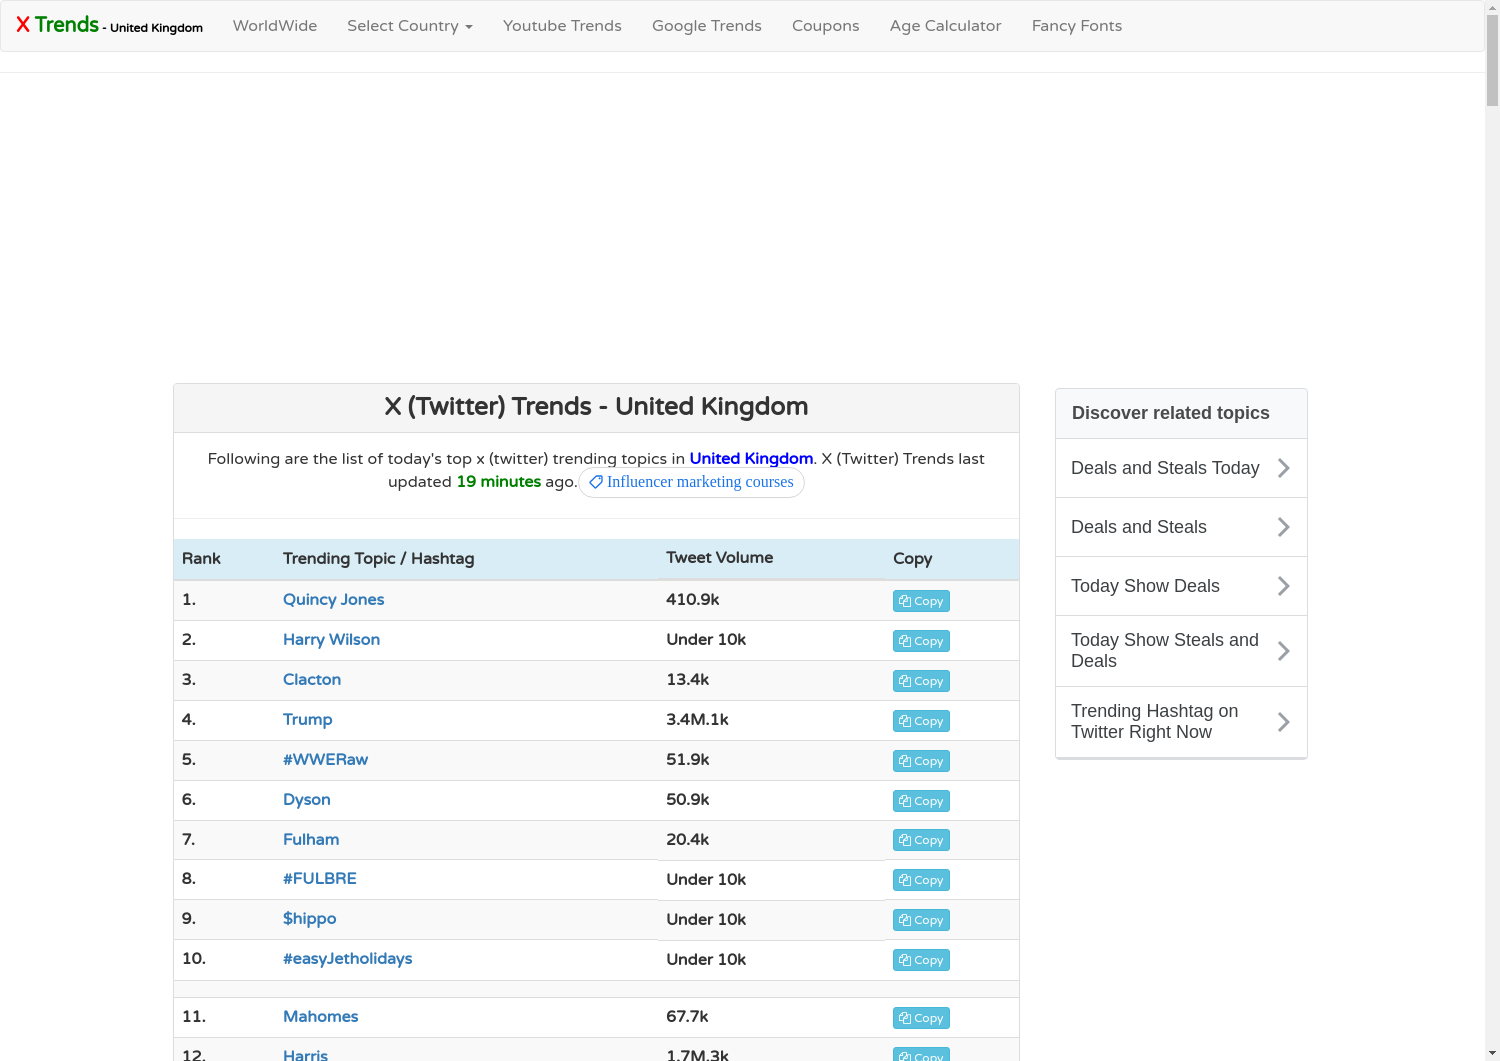 X Trends - United Kingdom WorldWide Select Country Youtube Trends Google Trends Coupons Age Calculator Fancy Fonts
X (Twitter) Trends - United Kingdom
Following are the list of today's top x (twitter) trending topics in United Kingdom. X (Twitter) Trends last
updated 19 minutes ago. Influencer marketing courses
Rank Trending Topic / Hashtag Tweet Volume Copy
1. Quincy Jones 410.9k Copy
2. Harry Wilson Under 10k Copy
3. Clacton 13.4k Copy
4. Trump 3.4M.1k Copy
5. #WWERaw 51.9k Copy
6. Dyson 50.9k Copy
7. Fulham 20.4k Copy
8. #FULBRE Under 10k Copy
9. $hippo Under 10k Copy
10. #easyJetholidays Under 10k Copy
11. Mahomes 67.7k Copy
12. Harris 1.7M.3k Copy
Discover related topics
Deals and Steals Today
Deals and Steals
Today Show Deals
Today Show Steals and
Deals
Trending Hashtag on
Twitter Right Now